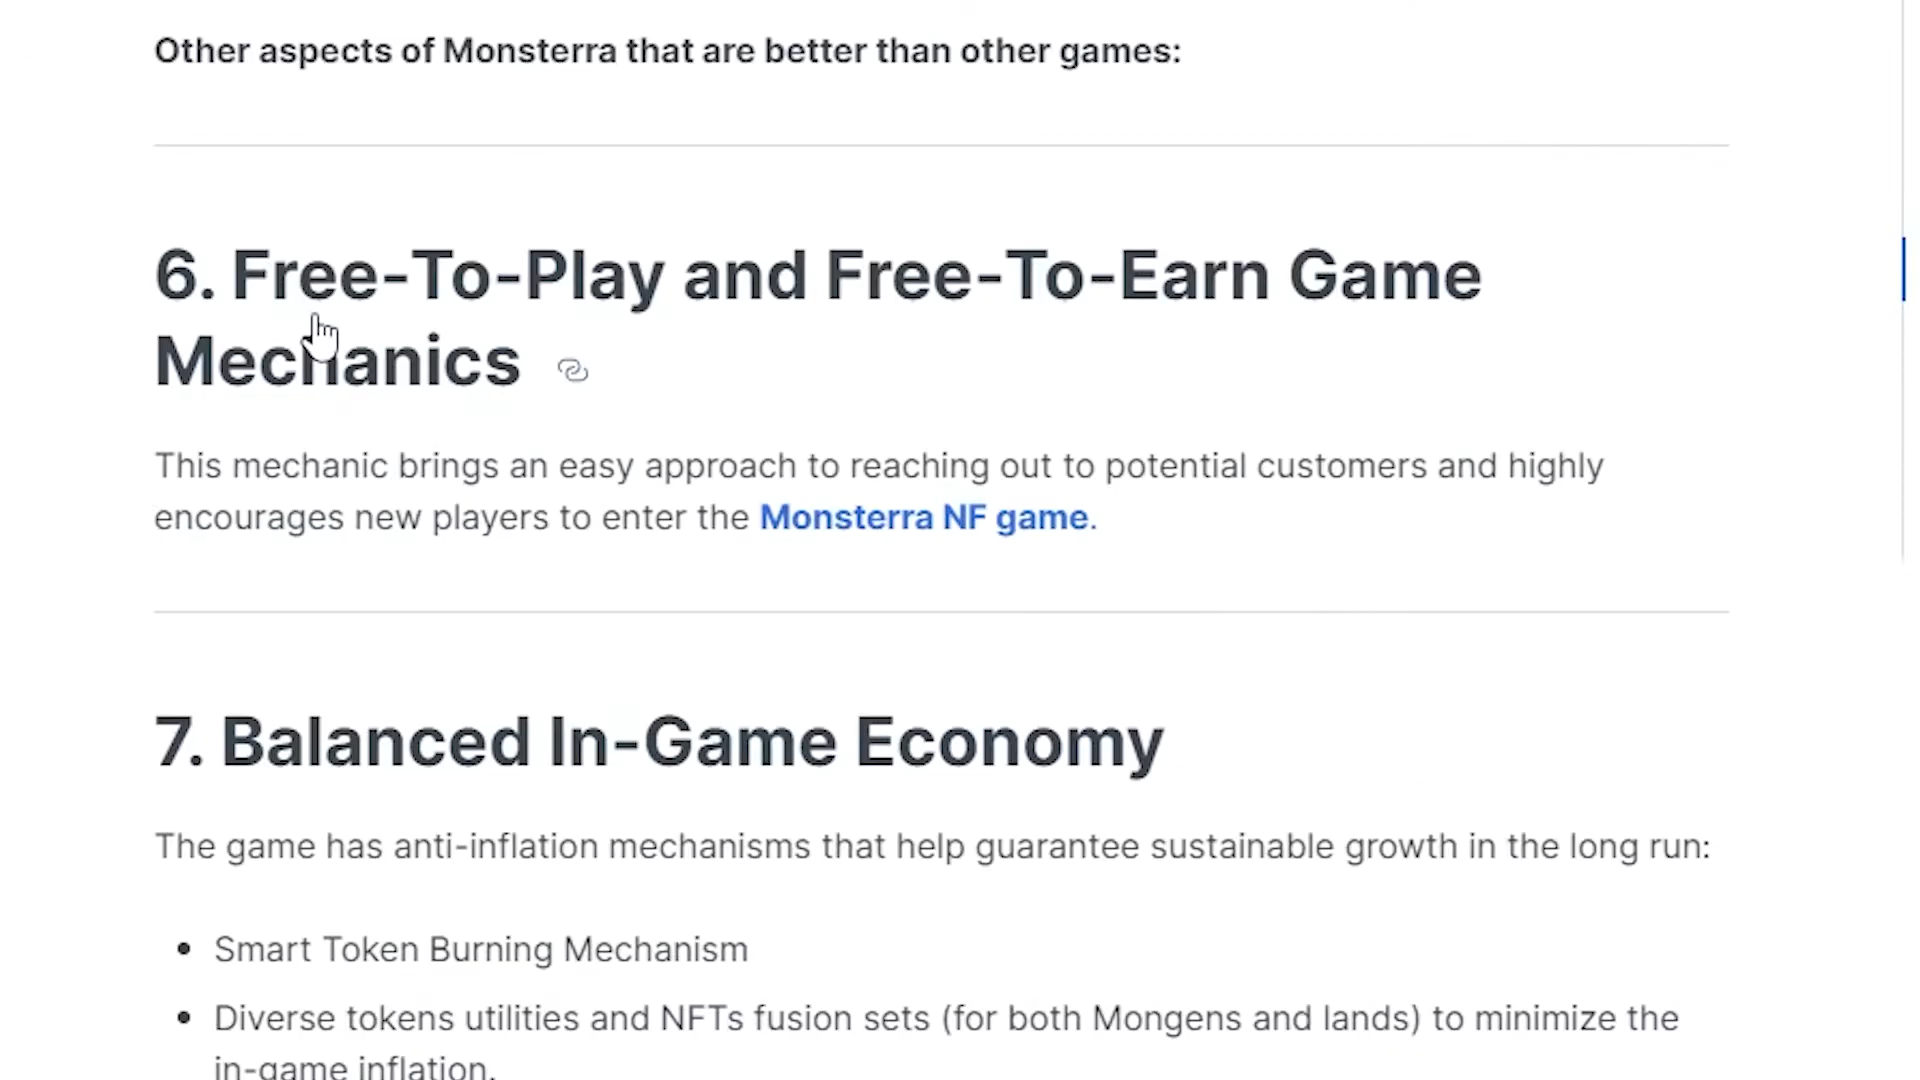 Other aspects of Monsterra that are better than other games:
6. Free-To-Play and Free-To-Earn Game
Mechanics
This mechanic brings an easy approach to reaching out to potential customers and highly
encourages new players to enter the Monsterra NF game.
7. Balanced In-Game Economy
The game has anti-inflation mechanisms that help guarantee sustainable growth in the long run:
• Smart Token Burning Mechanism
• Diverse tokens utilities and NFTs fusion sets (for both Mongens and lands) to minimize the
in-game inflation.